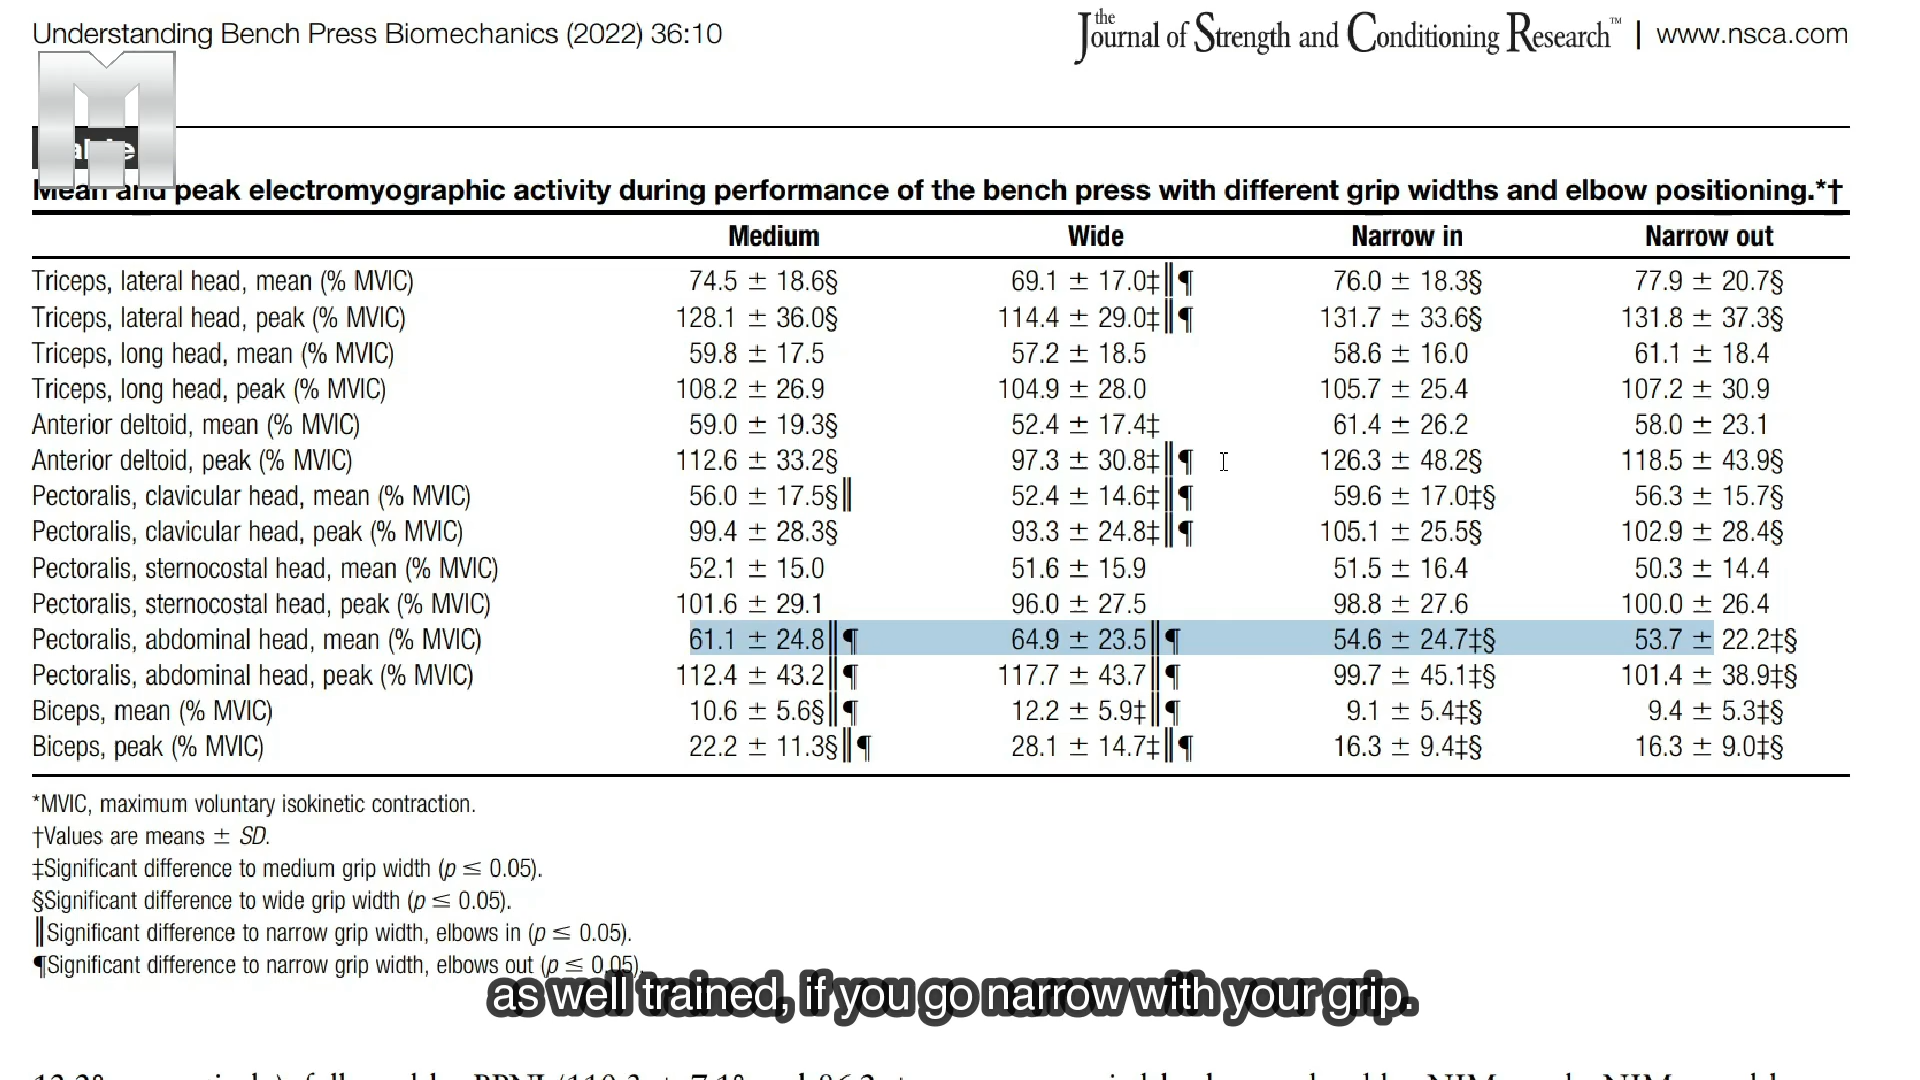 Understanding Bench Press Biomechanics (2022) 36:10
the Journal of Strength and Conditioning Research™ | www.nsca.com
Mean and peak electromyographic activity during performance of the bench press with different grip widths and elbow positioning.*†
Medium Wide Narrow in Narrow out
Triceps, lateral head, mean (% MVIC) 74.5 ± 18.6§ 69.1 ± 17.0‡║¶ 76.0 ± 18.3§ 77.9 ± 20.7§
Triceps, lateral head, peak (% MVIC) 128.1 ± 36.0§ 114.4 ± 29.0‡║¶ 131.7 ± 33.6§ 131.8 ± 37.3§
Triceps, long head, mean (% MVIC) 59.8 ± 17.5 57.2 ± 18.5 58.6 ± 16.0 61.1 ± 18.4
Triceps, long head, peak (% MVIC) 108.2 ± 26.9 104.9 ± 28.0 105.7 ± 25.4 107.2 ± 30.9
Anterior deltoid, mean (% MVIC) 59.0 ± 19.3§ 52.4 ± 17.4‡ 61.4 ± 26.2 58.0 ± 23.1
Anterior deltoid, peak (% MVIC) 112.6 ± 33.2§ 97.3 ± 30.8‡║¶ 126.3 ± 48.2§ 118.5 ± 43.9§
Pectoralis, clavicular head, mean (% MVIC) 56.0 ± 17.5§║ 52.4 ± 14.6‡║¶ 59.6 ± 17.0‡§ 56.3 ± 15.7§
Pectoralis, clavicular head, peak (% MVIC) 99.4 ± 28.3§ 93.3 ± 24.8‡║¶ 105.1 ± 25.5§ 102.9 ± 28.4§
Pectoralis, sternocostal head, mean (% MVIC) 52.1 ± 15.0 51.6 ± 15.9 51.5 ± 16.4 50.3 ± 14.4
Pectoralis, sternocostal head, peak (% MVIC) 101.6 ± 29.1 96.0 ± 27.5 98.8 ± 27.6 100.0 ± 26.4
Pectoralis, abdominal head, mean (% MVIC) 61.1 ± 24.8║¶ 64.9 ± 23.5║¶ 54.6 ± 24.7‡§ 53.7 ± 22.2‡§
Pectoralis, abdominal head, peak (% MVIC) 112.4 ± 43.2║¶ 117.7 ± 43.7║¶ 99.7 ± 45.1‡§ 101.4 ± 38.9‡§
Biceps, mean (% MVIC) 10.6 ± 5.6§║¶ 12.2 ± 5.9‡║¶ 9.1 ± 5.4‡§ 9.4 ± 5.3‡§
Biceps, peak (% MVIC) 22.2 ± 11.3§║¶ 28.1 ± 14.7‡║¶ 16.3 ± 9.4‡§ 16.3 ± 9.0‡§
*MVIC, maximum voluntary isokinetic contraction.
†Values are means ± SD.
‡Significant difference to medium grip width (p ≤ 0.05).
§Significant difference to wide grip width (p ≤ 0.05).
║Significant difference to narrow grip width, elbows in (p ≤ 0.05).
¶Significant difference to narrow grip width, elbows out (p ≤ 0.05).
as well trained, if you go narrow with your grip.